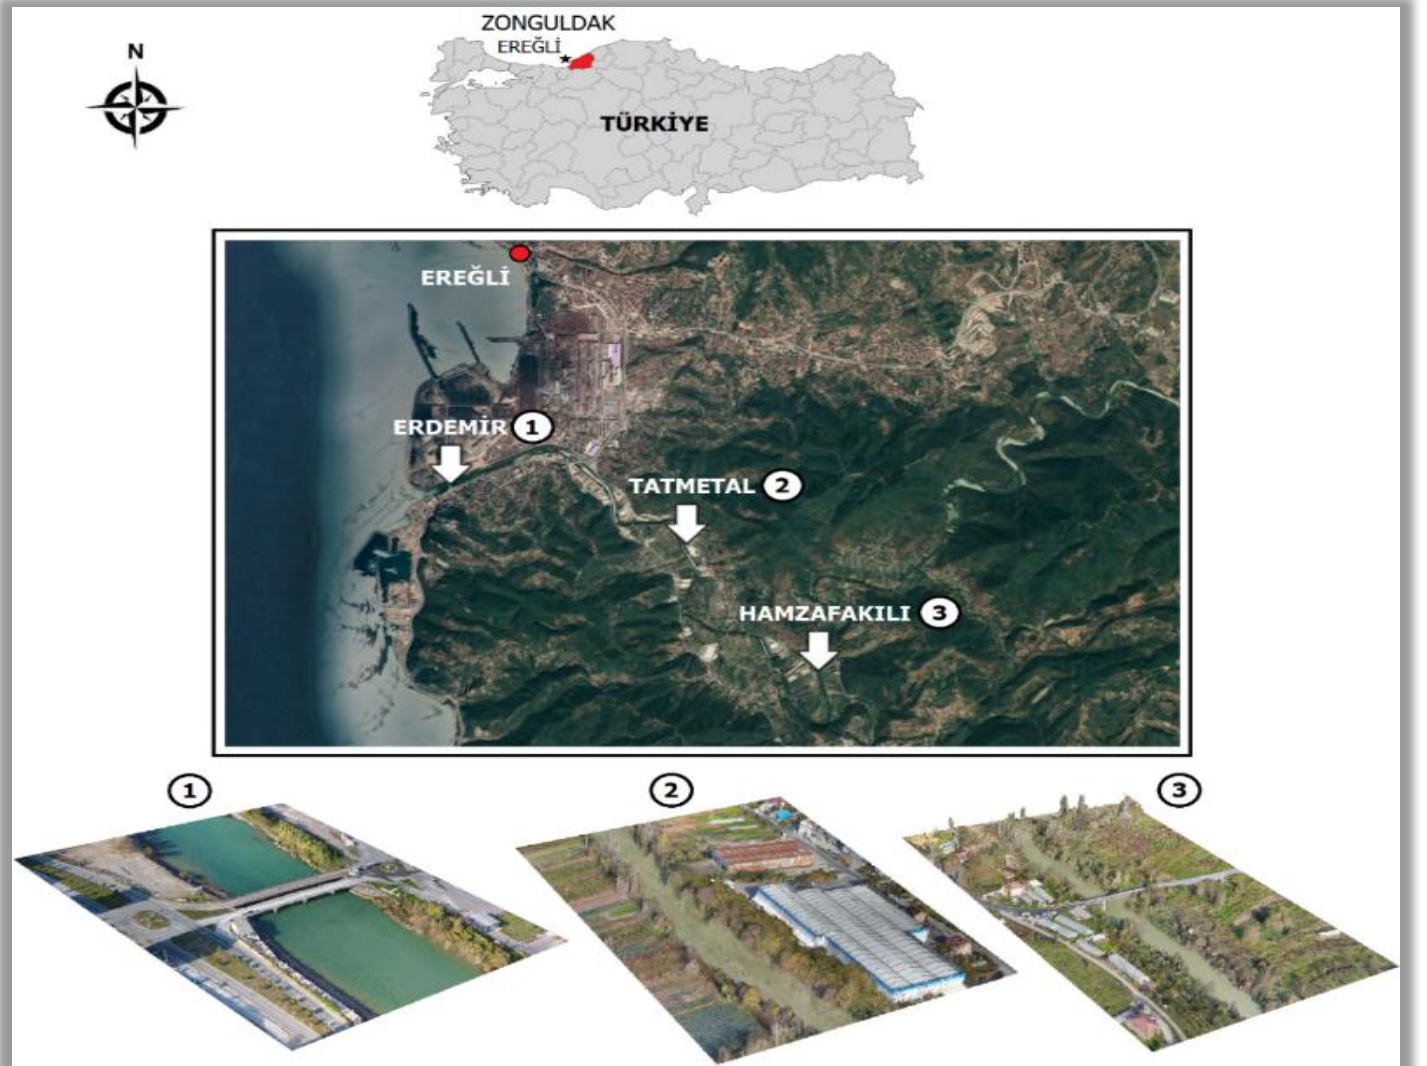 ZONGULDAK
EREĞLİ
N
TÜRKİYE
EREĞLİ
ERDEMİR 1
TATMETAL 2
HAMZAFAKILI 3
1
2
3